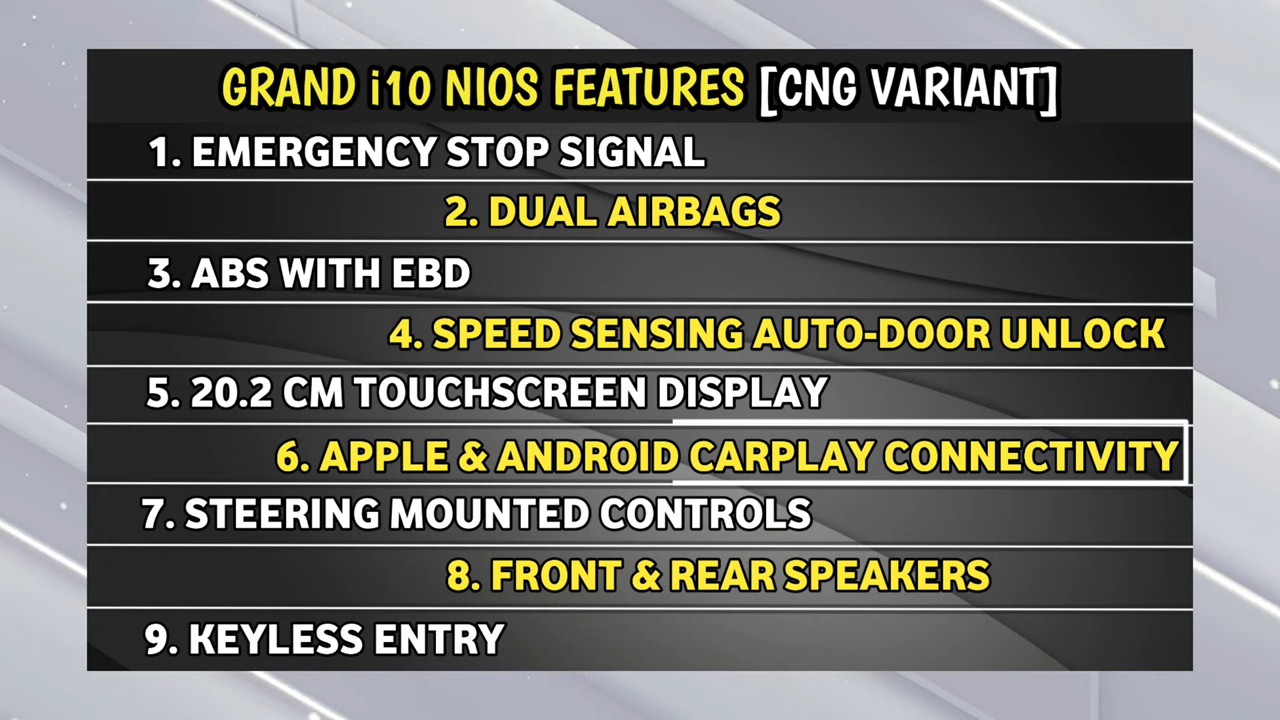 GRAND i10 NIOS FEATURES [CNG VARIANT]
1. EMERGENCY STOP SIGNAL
2. DUAL AIRBAGS
3. ABS WITH EBD
4. SPEED SENSING AUTO-DOOR UNLOCK
5. 20.2 CM TOUCHSCREEN DISPLAY
6. APPLE & ANDROID CARPLAY CONNECTIVITY
7. STEERING MOUNTED CONTROLS
8. FRONT & REAR SPEAKERS
9. KEYLESS ENTRY